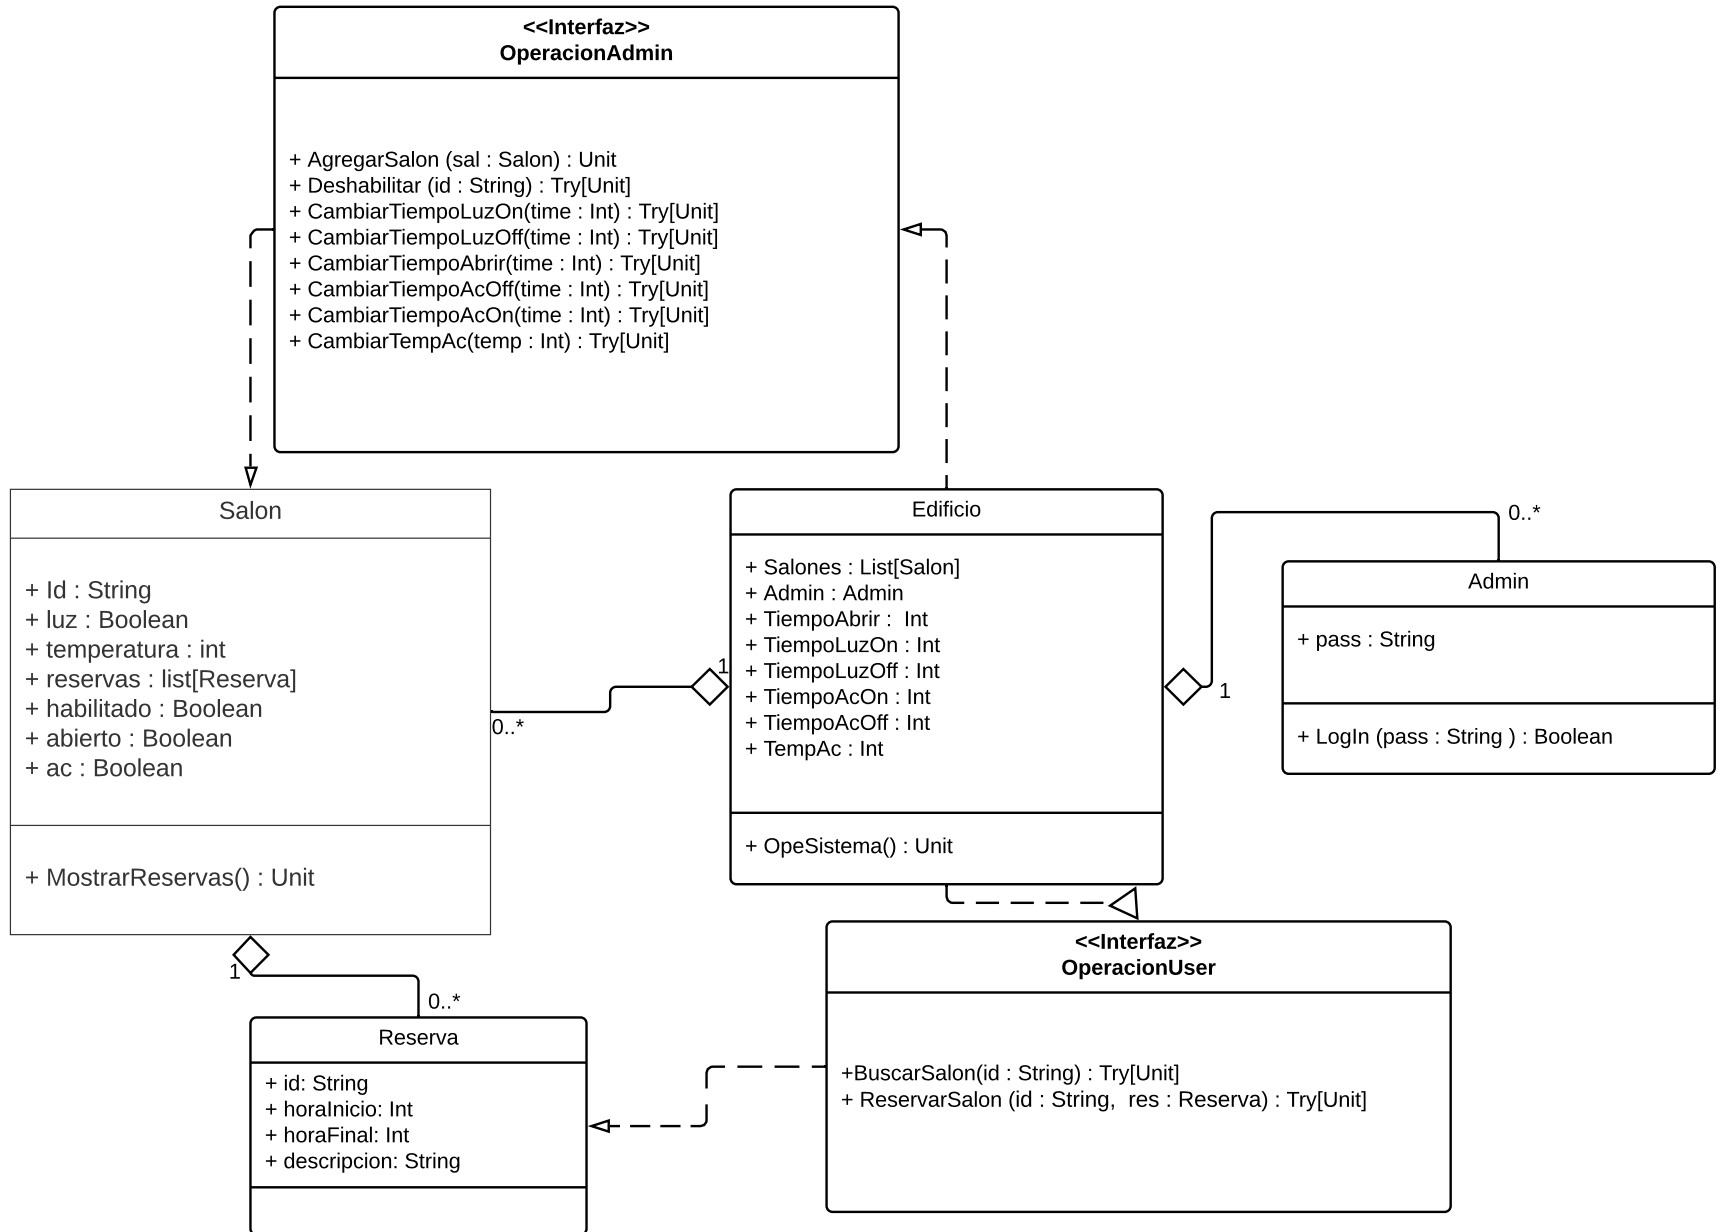 <<Interfaz>>
OperacionAdmin
+ AgregarSalon (sal : Salon) : Unit
+ Deshabilitar (id : String) : Try[Unit]
+ CambiarTiempoLuzOn(time : Int) : Try[Unit]
+ CambiarTiempoLuzOff(time : Int) : Try[Unit]
+ CambiarTiempoAbrir(time : Int) : Try[Unit]
+ CambiarTiempoAcOff(time : Int) : Try[Unit]
+ CambiarTiempoAcOn(time : Int) : Try[Unit]
+ CambiarTempAc(temp : Int) : Try[Unit]
Salon
+ Id : String
+ luz : Boolean
+ temperatura : int
+ reservas : list[Reserva]
+ habilitado : Boolean
+ abierto : Boolean
+ ac : Boolean
+ MostrarReservas() : Unit
0..*
1
Edificio
+ Salones : List[Salon]
+ Admin : Admin
+ TiempoAbrir :  Int
+ TiempoLuzOn : Int
+ TiempoLuzOff : Int
+ TiempoAcOn : Int
+ TiempoAcOff : Int
+ TempAc : Int
+ OpeSistema() : Unit
1
0..*
Admin
+ pass : String
+ LogIn (pass : String ) : Boolean
1
0..*
Reserva
+ id: String
+ horaInicio: Int
+ horaFinal: Int
+ descripcion: String
<<Interfaz>>
OperacionUser
+BuscarSalon(id : String) : Try[Unit]
+ ReservarSalon (id : String,  res : Reserva) : Try[Unit]